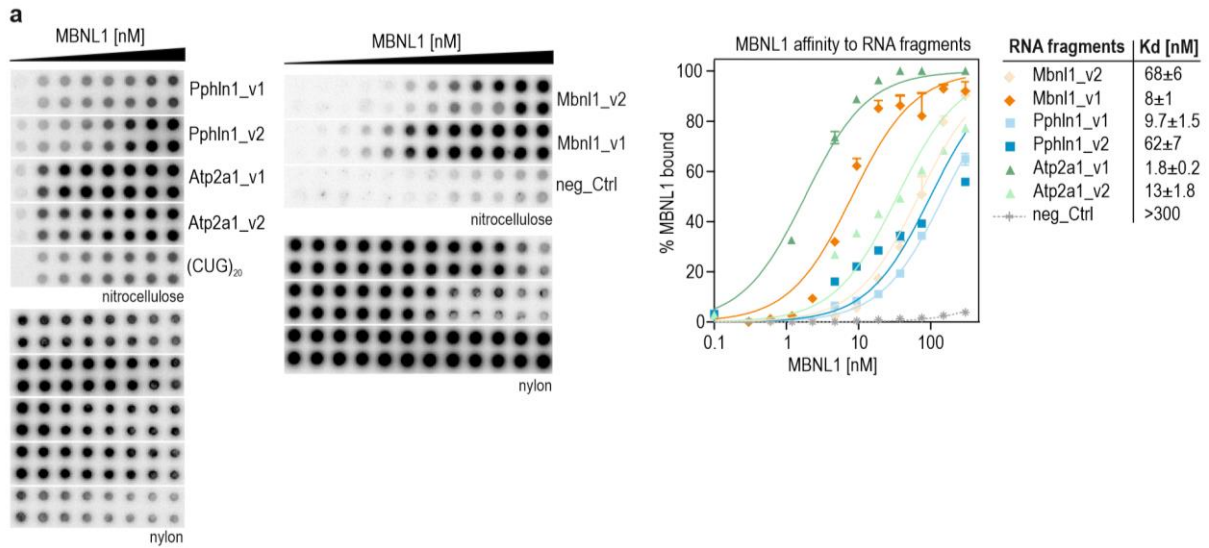 a
MBNL1 [nM]
Pphln1_v1
Pphln1_v2
Atp2a1_v1
Atp2a1_v2
(CUG)₂₀
nitrocellulose
nylon
MBNL1 [nM]
Mbnl1_v2
Mbnl1_v1
neg_Ctrl
nitrocellulose
nylon
MBNL1 affinity to RNA fragments
% MBNL1 bound
100
80
60
40
20
0
0.1
1
10
100
MBNL1 [nM]
RNA fragments Kd [nM]
Mbnl1_v2 68±6
Mbnl1_v1 8±1
Pphln1_v1 9.7±1.5
Pphln1_v2 62±7
Atp2a1_v1 1.8±0.2
Atp2a1_v2 13±1.8
neg_Ctrl >300